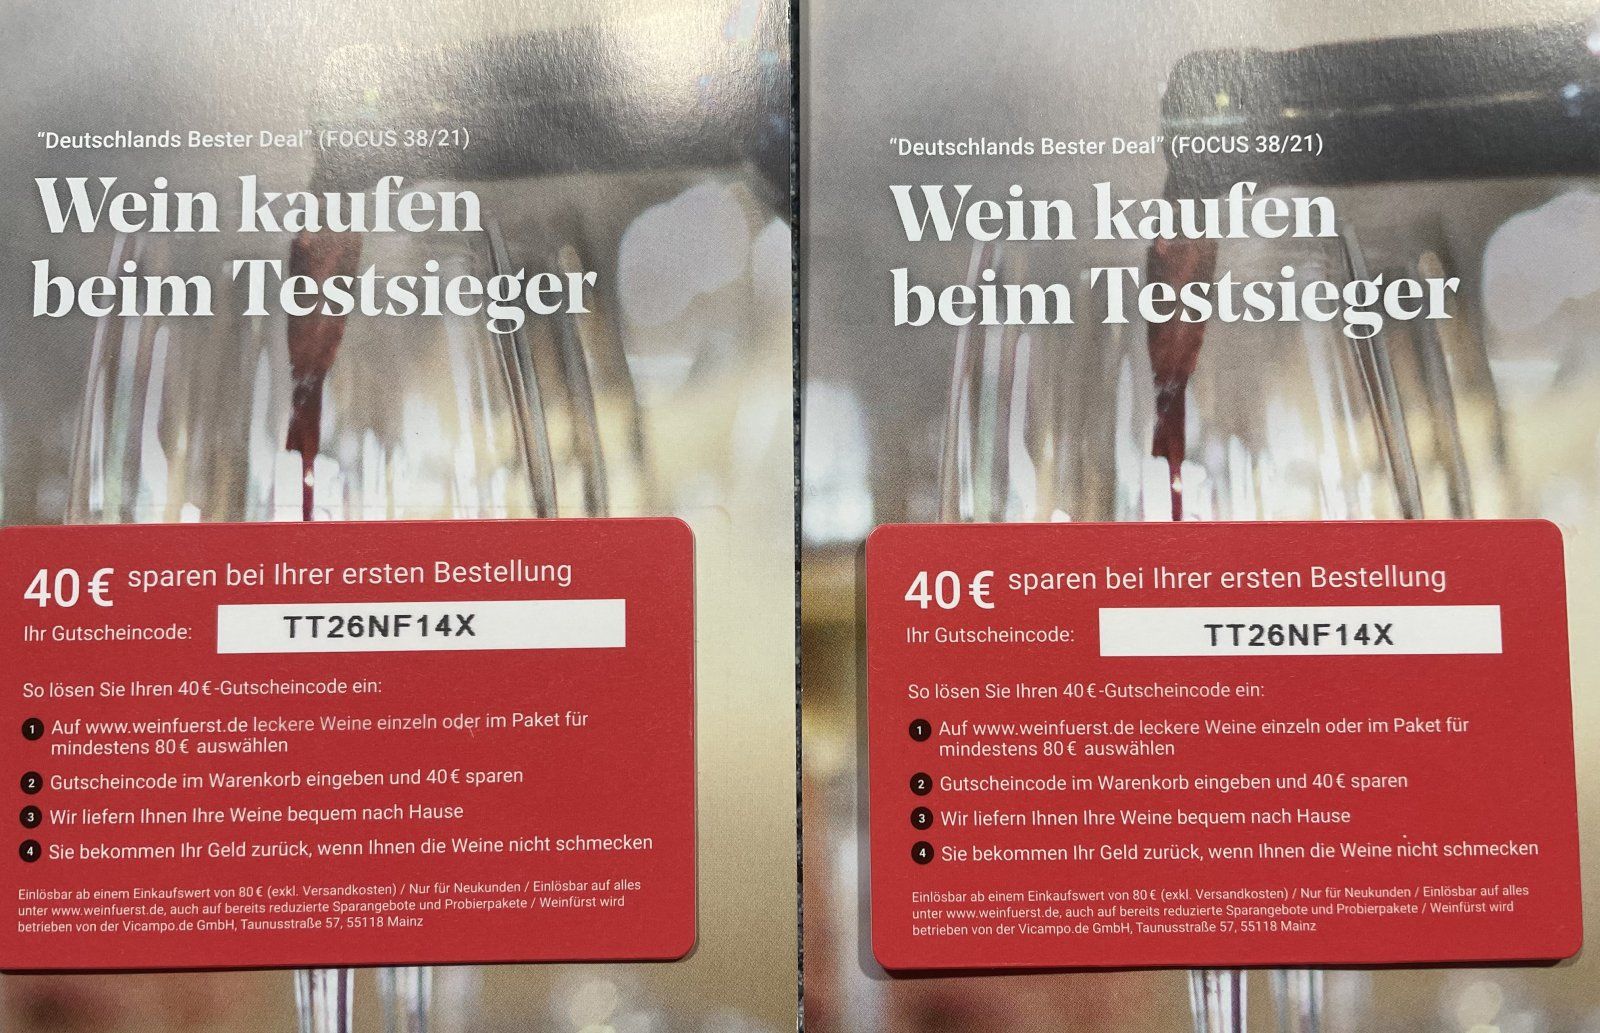 “Deutschlands Bester Deal” (FOCUS 38/21)
Wein kaufen
beim Testsieger
40 € sparen bei Ihrer ersten Bestellung
Ihr Gutscheincode: TT26NF14X
So lösen Sie Ihren 40 €-Gutscheincode ein:
1 Auf www.weinfuerst.de leckere Weine einzeln oder im Paket für
mindestens 80 € auswählen
2 Gutscheincode im Warenkorb eingeben und 40 € sparen
3 Wir liefern Ihnen Ihre Weine bequem nach Hause
4 Sie bekommen Ihr Geld zurück, wenn Ihnen die Weine nicht schmecken
Einlösbar ab einem Einkaufswert von 80 € (exkl. Versandkosten) / Nur für Neukunden / Einlösbar auf alles
unter www.weinfuerst.de, auch auf bereits reduzierte Sparangebote und Probierpakete / Weinfürst wird
betrieben von der Vicampo.de GmbH, Taunusstraße 57, 55118 Mainz
“Deutschlands Bester Deal” (FOCUS 38/21)
Wein kaufen
beim Testsieger
40 € sparen bei Ihrer ersten Bestellung
Ihr Gutscheincode: TT26NF14X
So lösen Sie Ihren 40 €-Gutscheincode ein:
1 Auf www.weinfuerst.de leckere Weine einzeln oder im Paket für
mindestens 80 € auswählen
2 Gutscheincode im Warenkorb eingeben und 40 € sparen
3 Wir liefern Ihnen Ihre Weine bequem nach Hause
4 Sie bekommen Ihr Geld zurück, wenn Ihnen die Weine nicht schmecken
Einlösbar ab einem Einkaufswert von 80 € (exkl. Versandkosten) / Nur für Neukunden / Einlösbar auf alles
unter www.weinfuerst.de, auch auf bereits reduzierte Sparangebote und Probierpakete / Weinfürst wird
betrieben von der Vicampo.de GmbH, Taunusstraße 57, 55118 Mainz